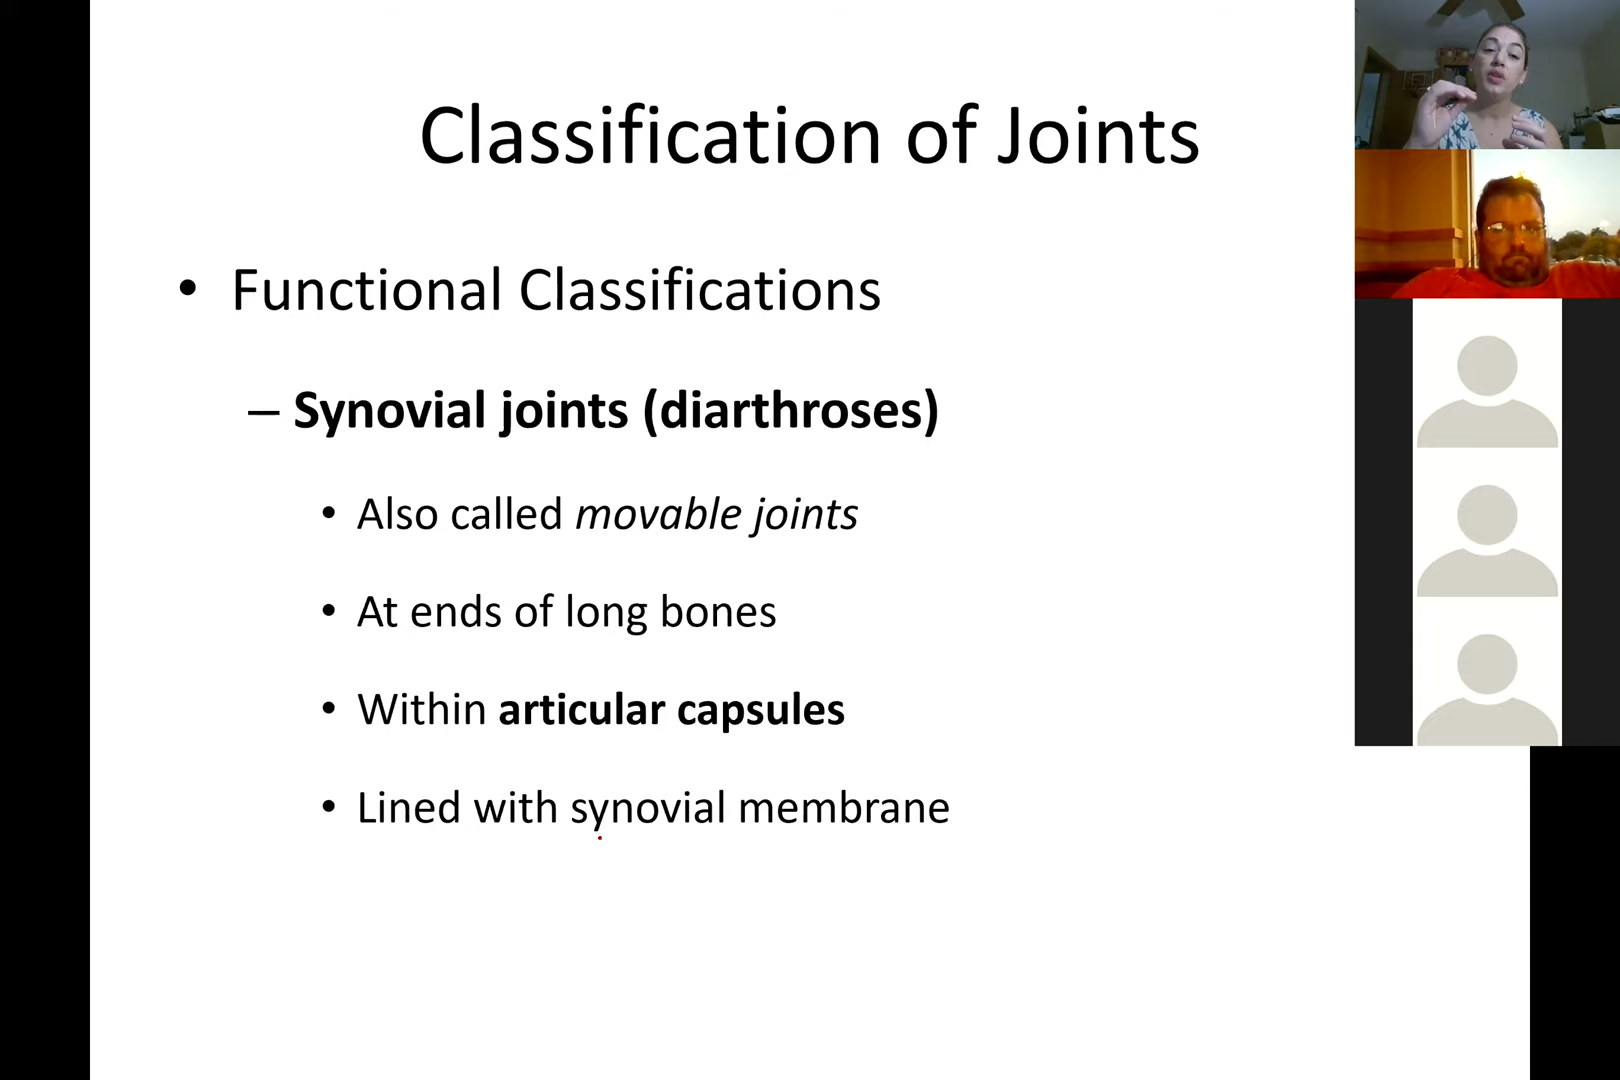 Classification of Joints
• Functional Classifications
– Synovial joints (diarthroses)
• Also called movable joints
• At ends of long bones
• Within articular capsules
• Lined with synovial membrane